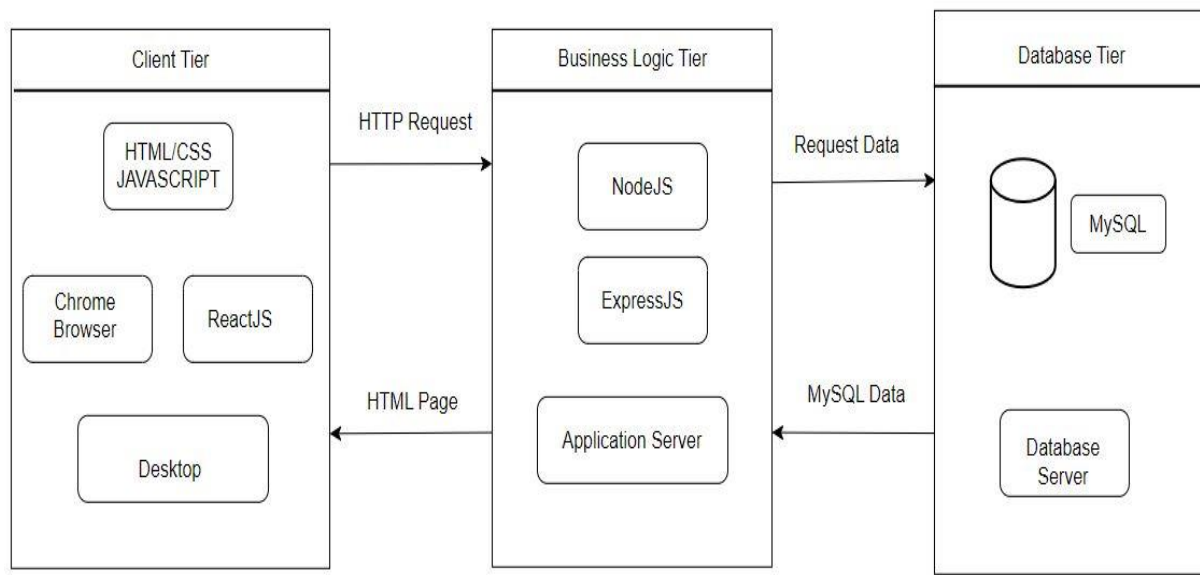 Client Tier
HTML/CSS
JAVASCRIPT
Chrome
Browser
ReactJS
Desktop
HTTP Request
HTML Page
Business Logic Tier
NodeJS
ExpressJS
Application Server
Request Data
MySQL Data
Database Tier
MySQL
Database
Server